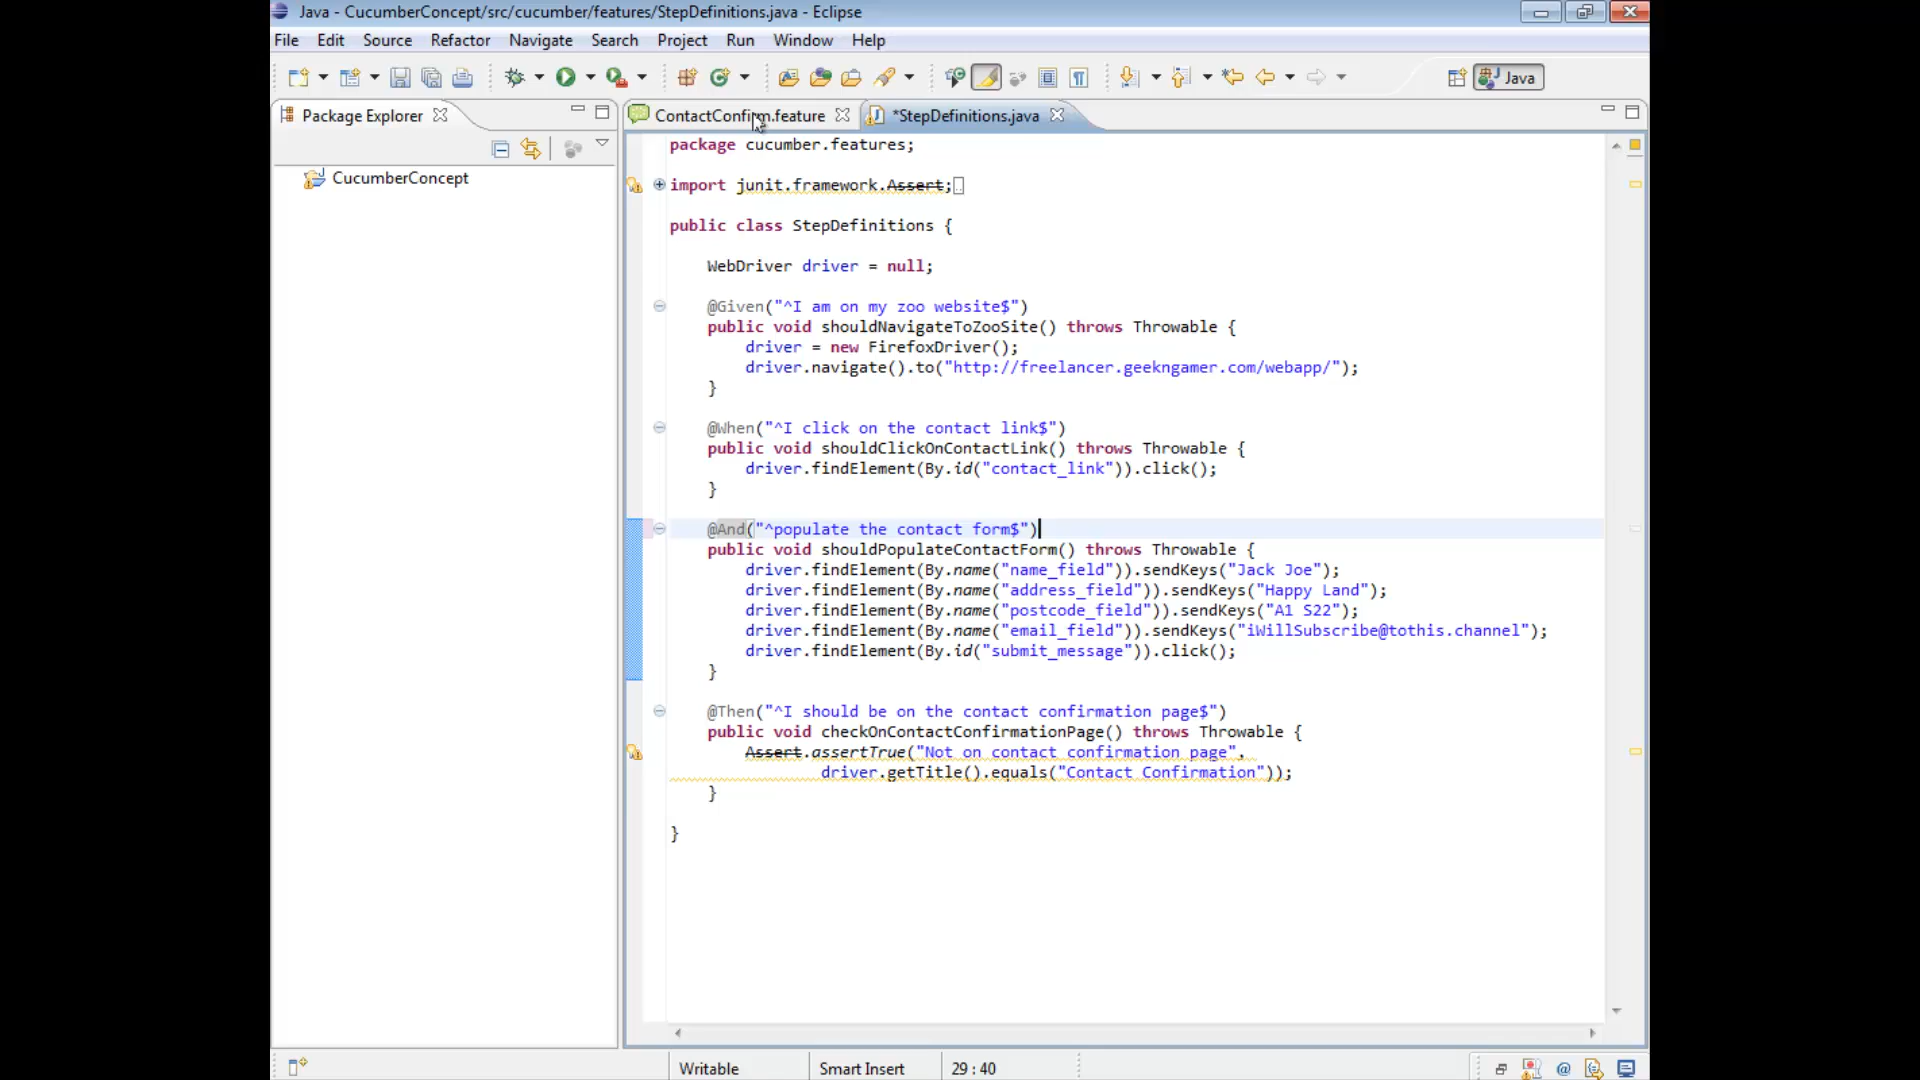 Java - CucumberConcept/src/cucumber/features/StepDefinitions.java - Eclipse
File Edit Source Refactor Navigate Search Project Run Window Help
Java
Package Explorer
ContactConfirm.feature
*StepDefinitions.java
CucumberConcept
package cucumber.features;
import junit.framework.Assert;
public class StepDefinitions {
WebDriver driver = null;
@Given("^I am on my zoo website$")
public void shouldNavigateToZooSite() throws Throwable {
driver = new FirefoxDriver();
driver.navigate().to("http://freelancer.geekngamer.com/webapp/");
}
@When("^I click on the contact link$")
public void shouldClickOnContactLink() throws Throwable {
driver.findElement(By.id("contact_link")).click();
}
@And("^populate the contact form$")
public void shouldPopulateContactForm() throws Throwable {
driver.findElement(By.name("name_field")).sendKeys("Jack Joe");
driver.findElement(By.name("address_field")).sendKeys("Happy Land");
driver.findElement(By.name("postcode_field")).sendKeys("A1 S22");
driver.findElement(By.name("email_field")).sendKeys("iWillSubscribe@tothis.channel");
driver.findElement(By.id("submit_message")).click();
}
@Then("^I should be on the contact confirmation page$")
public void checkOnContactConfirmationPage() throws Throwable {
Assert.assertTrue("Not on contact confirmation page",
driver.getTitle().equals("Contact Confirmation"));
}
}
Writable
Smart Insert
29 : 40